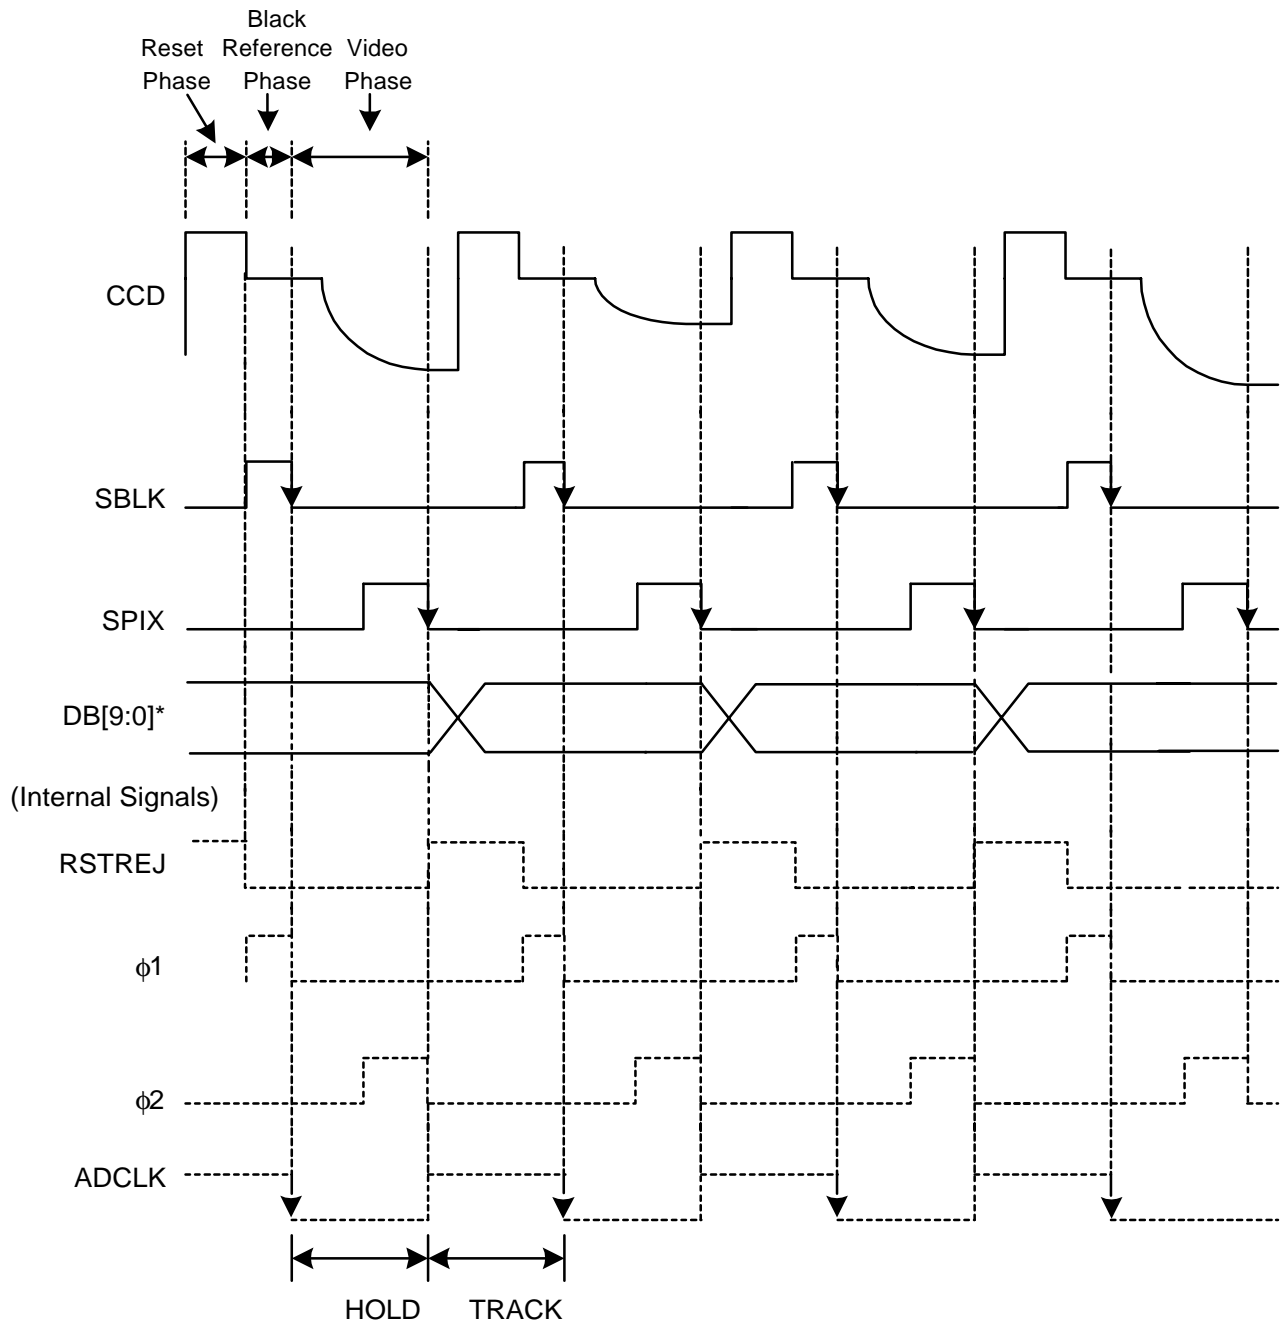 Black
Reset Reference Video
Phase Phase Phase
CCD
SBLK
SPIX
DB[9:0]*
(Internal Signals)
RSTREJ
ϕ1
ϕ2
ADCLK
HOLD TRACK